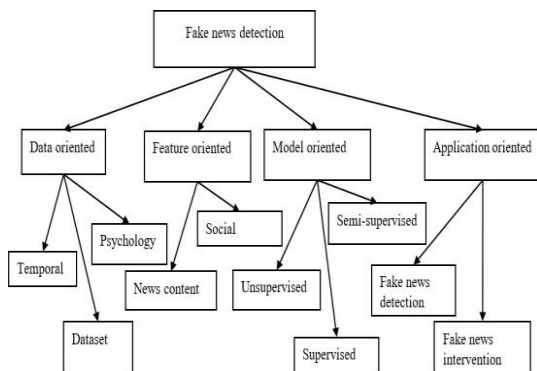 Fake news detection
Data oriented
Feature oriented
Model oriented
Application oriented
Psychology
Social
Semi-supervised
Temporal
News content
Unsupervised
Fake news
detection
Dataset
Supervised
Fake news
intervention